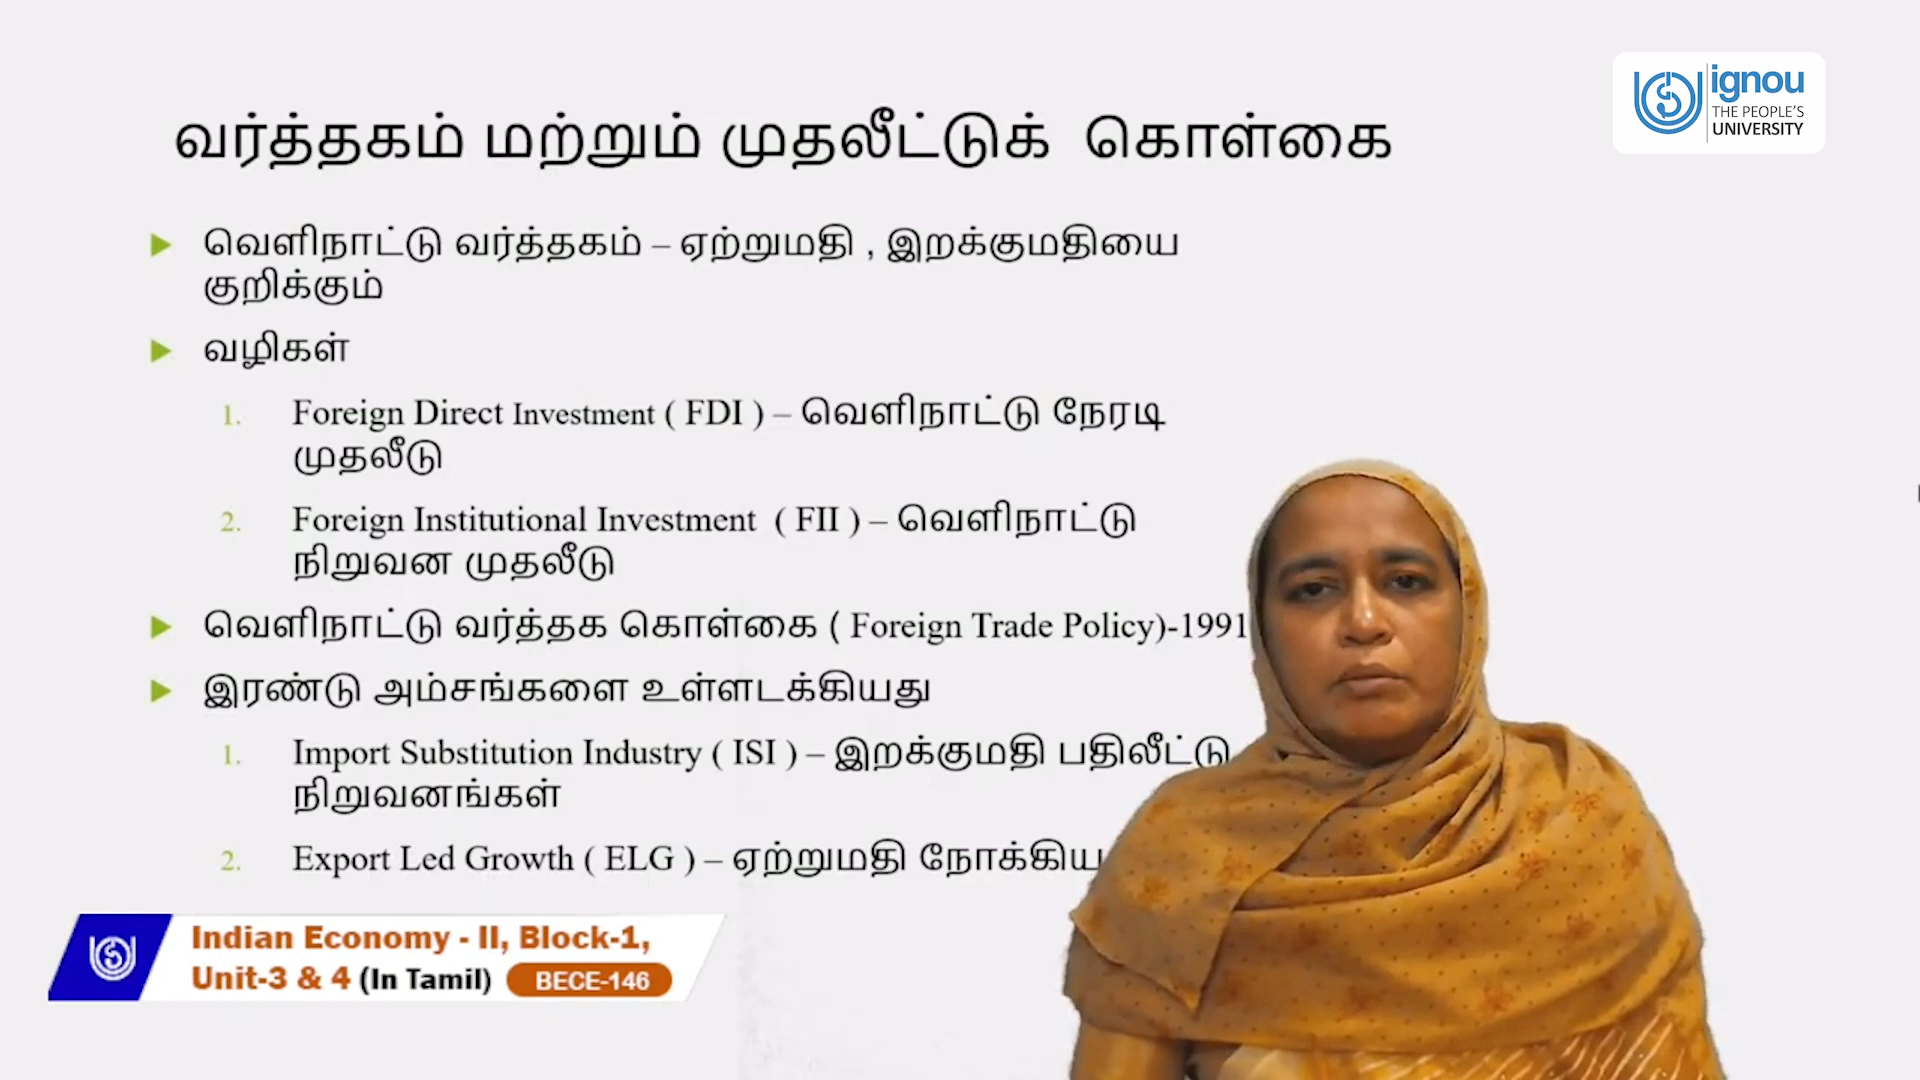 ignou
THE PEOPLE'S
UNIVERSITY
வர்த்தகம் மற்றும் முதலீட்டுக் கொள்கை
வெளிநாட்டு வர்த்தகம் – ஏற்றுமதி , இறக்குமதியை
குறிக்கும்
வழிகள்
1. Foreign Direct Investment ( FDI ) – வெளிநாட்டு நேரடி
முதலீடு
2. Foreign Institutional Investment ( FII ) – வெளிநாட்டு
நிறுவன முதலீடு
வெளிநாட்டு வர்த்தக கொள்கை ( Foreign Trade Policy)-1991
இரண்டு அம்சங்களை உள்ளடக்கியது
1. Import Substitution Industry ( ISI ) – இறக்குமதி பதிலீட்டு
நிறுவனங்கள்
2. Export Led Growth ( ELG ) – ஏற்றுமதி நோக்கிய
Indian Economy - II, Block-1,
Unit-3 & 4 (In Tamil) BECE-146